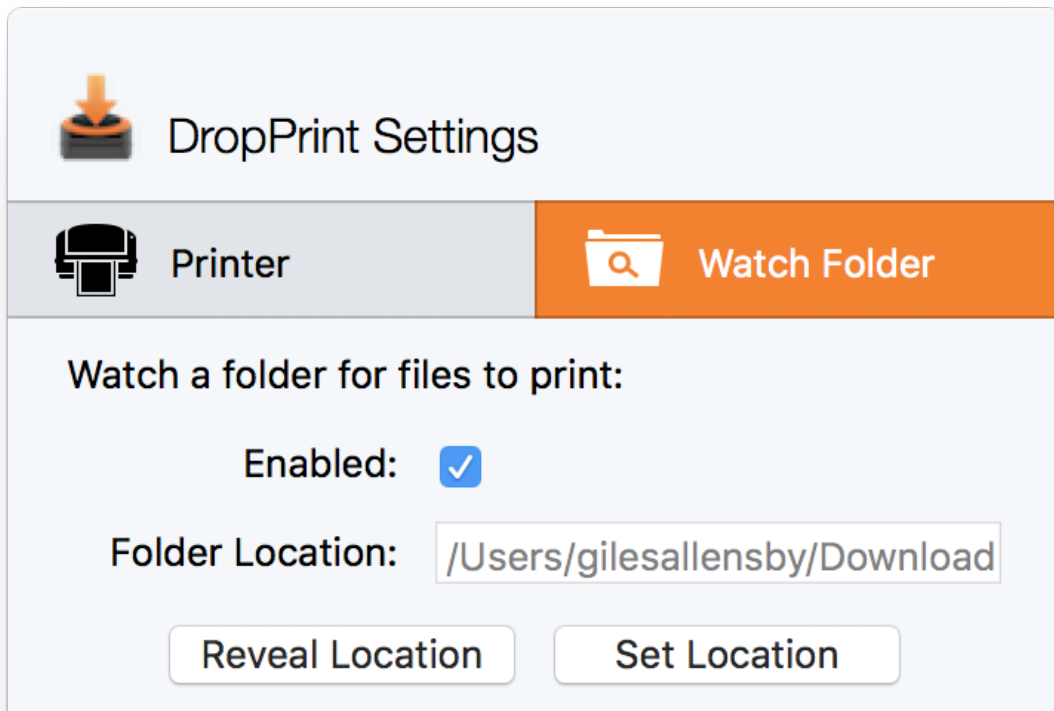 DropPrint Settings
Printer
Watch Folder
Watch a folder for files to print:
Enabled:
Folder Location: /Users/gilesallensby/Download
Reveal Location
Set Location